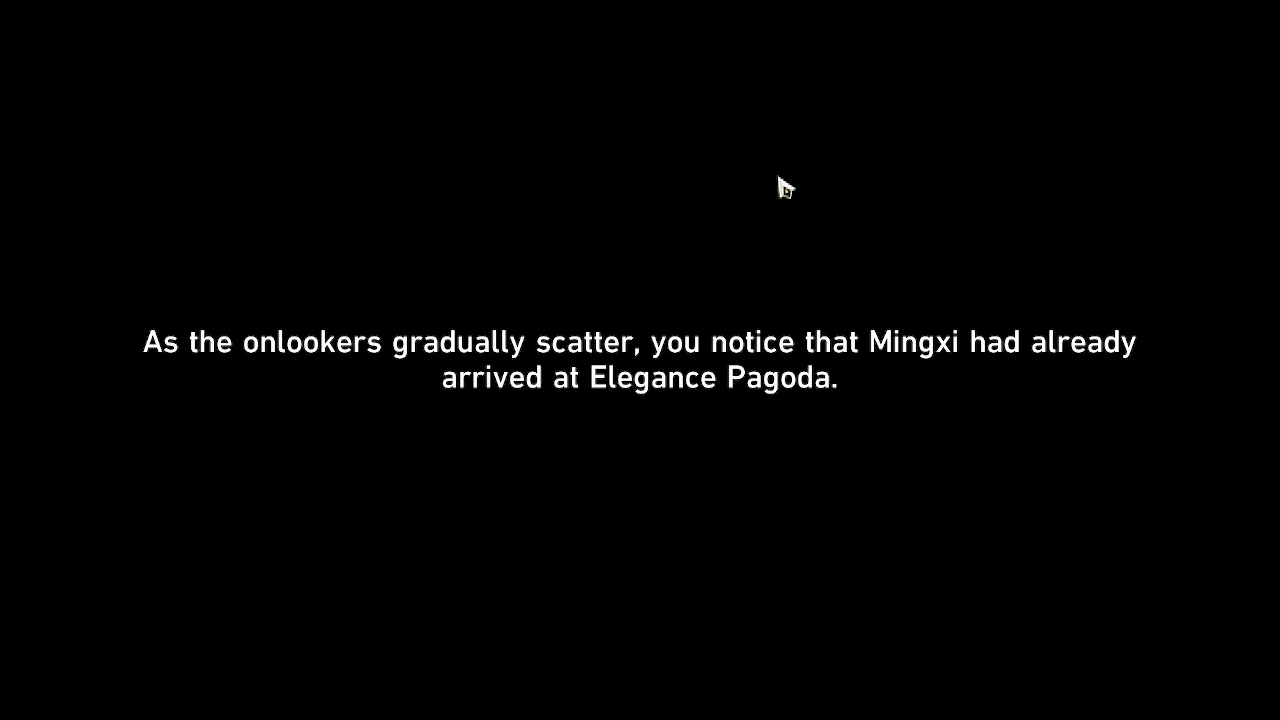 As the onlookers gradually scatter, you notice that Mingxi had already
arrived at Elegance Pagoda.